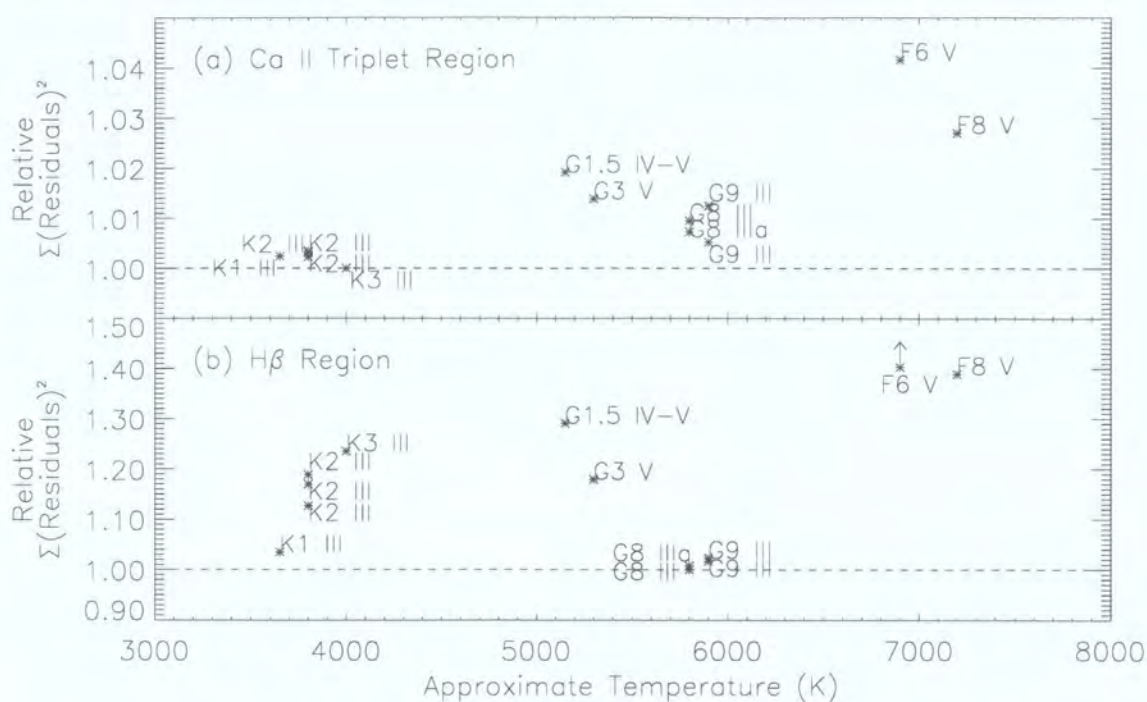 (a) Ca II Triplet Region
Relative
Σ(Residuals)²
1.04
1.03
1.02
1.01
1.00
F6 V
F8 V
G1.5 IV-V
G3 V
G9 III
G8 III
G8 IIIa
G9 III
K2 III
K2 III
K2 III
K1 III
K3 III
(b) Hβ Region
Relative
Σ(Residuals)²
1.50
1.40
1.30
1.20
1.10
1.00
0.90
F6 V
F8 V
G1.5 IV-V
K3 III
K2 III
G3 V
K2 III
K2 III
K1 III
G8 IIIa
G9 III
G8 III
G9 III
3000 4000 5000 6000 7000 8000
Approximate Temperature (K)